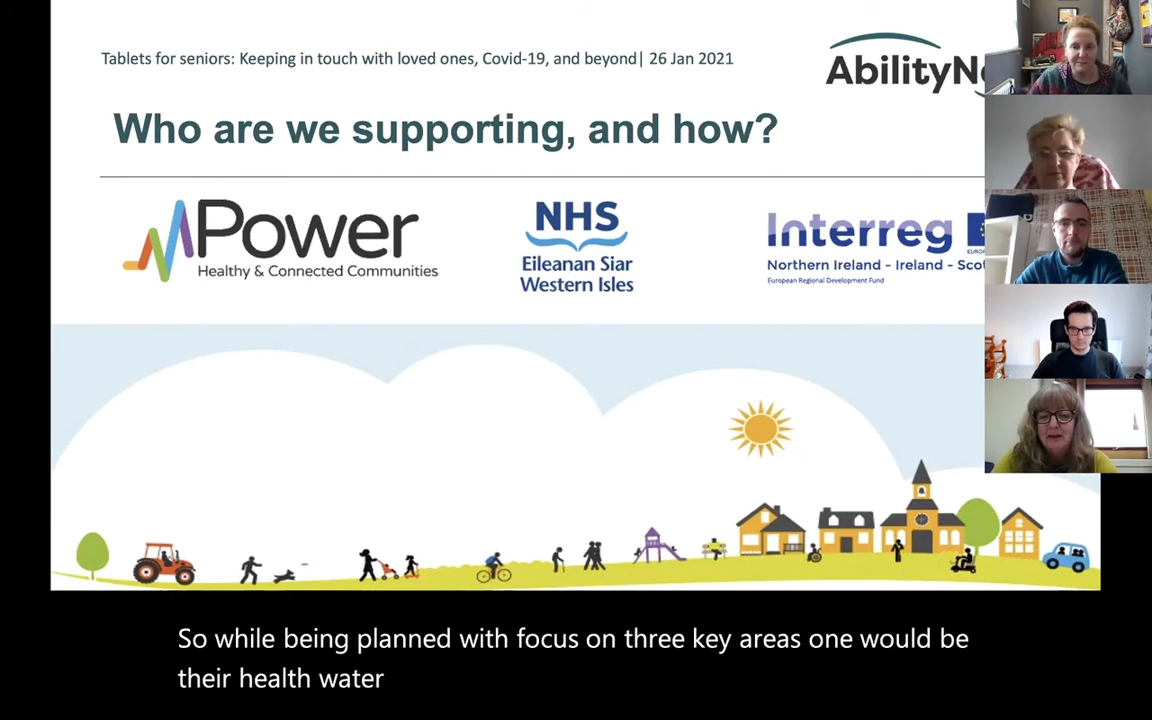 Tablets for seniors: Keeping in touch with loved ones, Covid-19, and beyond| 26 Jan 2021
AbilityN
Who are we supporting, and how?
Power
Healthy & Connected Communities
NHS
Eileanan Siar
Western Isles
Interreg
Northern Ireland - Ireland - Scot
European Regional Development Fund
So while being planned with focus on three key areas one would be
their health water